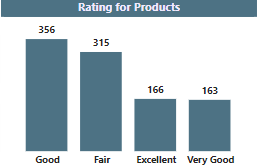 Rating for Products
356
315
166
163
Good
Fair
Excellent
Very Good